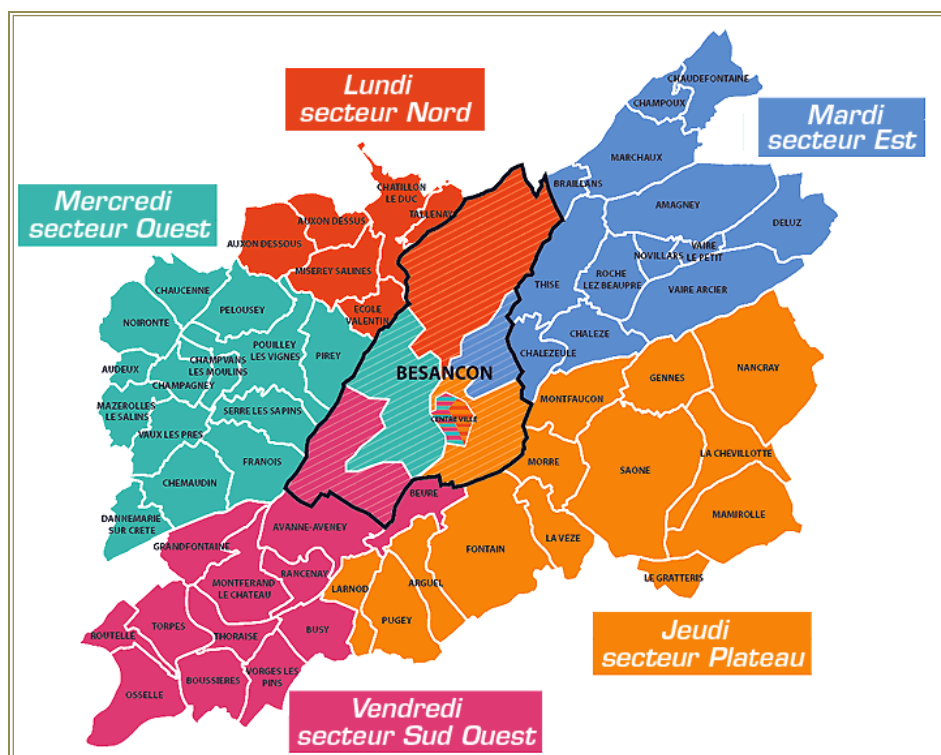 Lundi
secteur Nord
Mardi
secteur Est
Mercredi
secteur Ouest
Jeudi
secteur Plateau
Vendredi
secteur Sud Ouest
CHAUDEFONTAINE
CHAMPOUX
MARCHAUX
BRAILLANS
AMAGNEY
DELUZ
NOVILLARS
VAIRE
LE PETIT
ROCHE
LEZ BEAUPRE
THISE
VAIRE ARCIER
CHALEZE
CHALEZEULE
CHATILLON
LE DUC
TALLENAY
AUXON DESSUS
AUXON DESSOUS
MISEREY SALINES
ECOLE
VALENTIN
CHAUCENNE
PELOUSEY
NOIRONTE
POUILLEY
LES VIGNES
PIREY
CHAMPVANS
LES MOULINS
AUDEUX
CHAMPAGNEY
MAZEROLLES
LE SALINS
SERRE LES SAPINS
VAUX LES PRES
FRANOIS
CHEMAUDIN
DANNEMARIE
SUR CRÈTE
BESANCON
CENTRE VILLE
MONTFAUCON
GENNES
NANCRAY
MORRE
SAONE
LA CHEVILLOTTE
MAMIROLLE
LA VEZE
LE GRATTERIS
FONTAIN
ARGUEL
PUGEY
LARNOD
BEURE
AVANNE-AVENEY
GRANDFONTAINE
RANCENAY
MONTFERAND
LE CHATEAU
BUSY
TORPES
THORAISE
ROUTELLE
VORGES LES
PINS
BOUSSIERES
OSSELLE